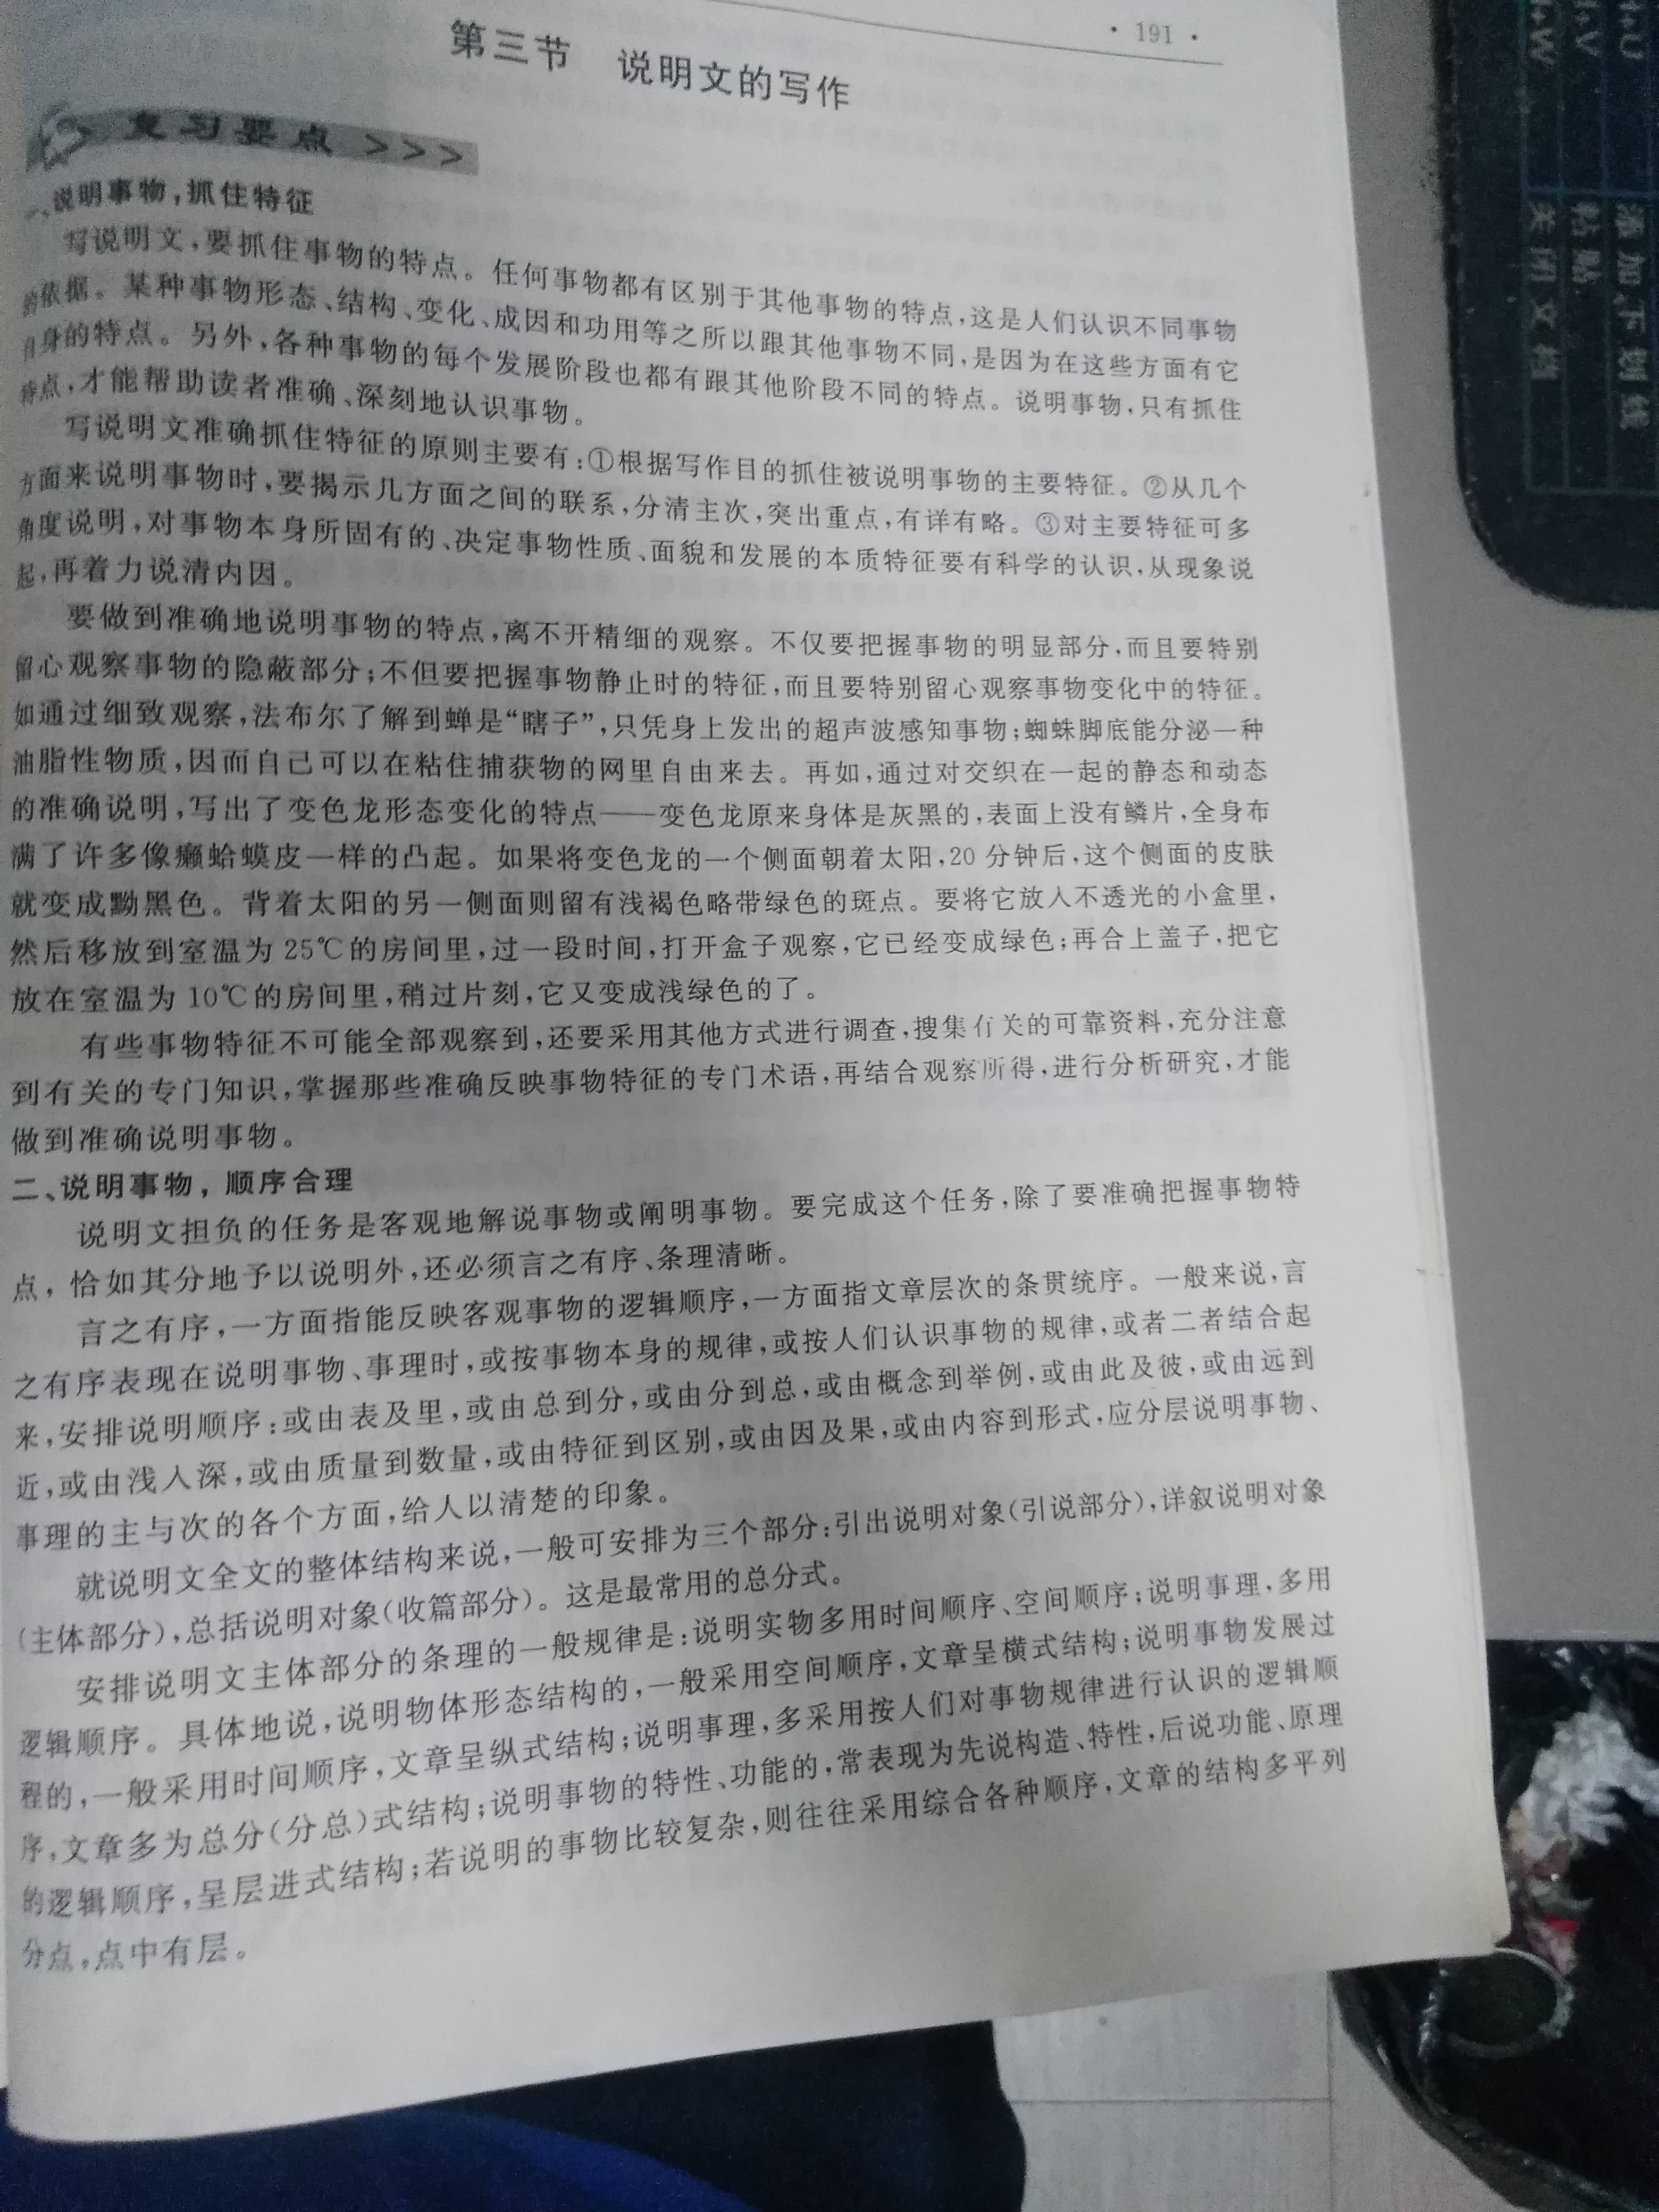 · 191 ·
第三节 说明文的写作
复习要点 >>>
一、说明事物,抓住特征
写说明文,要抓住事物的特点。任何事物都有区别于其他事物的特点,这是人们认识不同事物
的依据。某种事物形态、结构、变化、成因和功用等之所以跟其他事物不同,是因为在这些方面有它
自身的特点。另外,各种事物的每个发展阶段也都有跟其他阶段不同的特点。说明事物,只有抓住
特点,才能帮助读者准确、深刻地认识事物。
写说明文准确抓住特征的原则主要有:①根据写作目的抓住被说明事物的主要特征。②从几个
方面来说明事物时,要揭示几方面之间的联系,分清主次,突出重点,有详有略。③对主要特征可多
角度说明,对事物本身所固有的、决定事物性质、面貌和发展的本质特征要有科学的认识,从现象说
起,再着力说清内因。
要做到准确地说明事物的特点,离不开精细的观察。不仅要把握事物的明显部分,而且要特别
留心观察事物的隐蔽部分;不但要把握事物静止时的特征,而且要特别留心观察事物变化中的特征。
如通过细致观察,法布尔了解到蝉是“瞎子”,只凭身上发出的超声波感知事物;蜘蛛脚底能分泌一种
油脂性物质,因而自己可以在粘住捕获物的网里自由来去。再如,通过对交织在一起的静态和动态
的准确说明,写出了变色龙形态变化的特点——变色龙原来身体是灰黑的,表面上没有鳞片,全身布
满了许多像癞蛤蟆皮一样的凸起。如果将变色龙的一个侧面朝着太阳,20 分钟后,这个侧面的皮肤
就变成黝黑色。背着太阳的另一侧面则留有浅褐色略带绿色的斑点。要将它放入不透光的小盒里,
然后移放到室温为 25℃的房间里,过一段时间,打开盒子观察,它已经变成绿色;再合上盖子,把它
放在室温为 10℃的房间里,稍过片刻,它又变成浅绿色的了。
有些事物特征不可能全部观察到,还要采用其他方式进行调查,搜集有关的可靠资料,充分注意
到有关的专门知识,掌握那些准确反映事物特征的专门术语,再结合观察所得,进行分析研究,才能
做到准确说明事物。
二、说明事物,顺序合理
说明文担负的任务是客观地解说事物或阐明事物。要完成这个任务,除了要准确把握事物特
点,恰如其分地予以说明外,还必须言之有序、条理清晰。
言之有序,一方面指能反映客观事物的逻辑顺序,一方面指文章层次的条贯统序。一般来说,言
之有序表现在说明事物、事理时,或按事物本身的规律,或按人们认识事物的规律,或者二者结合起
来,安排说明顺序:或由表及里,或由总到分,或由分到总,或由概念到举例,或由此及彼,或由远到
近,或由浅入深,或由质量到数量,或由特征到区别,或由因及果,或由内容到形式,应分层说明事物、
事理的主与次的各个方面,给人以清楚的印象。
就说明文全文的整体结构来说,一般可安排为三个部分:引出说明对象(引说部分),详叙说明对象
(主体部分),总括说明对象(收篇部分)。这是最常用的总分式。
安排说明文主体部分的条理的一般规律是:说明实物多用时间顺序、空间顺序;说明事理,多用
逻辑顺序。具体地说,说明物体形态结构的,一般采用空间顺序,文章呈横式结构;说明事物发展过
程的,一般采用时间顺序,文章呈纵式结构;说明事理,多采用按人们对事物规律进行认识的逻辑顺
序,文章多为总分(分总)式结构;说明事物的特性、功能的,常表现为先说构造、特性,后说功能、原理
的逻辑顺序,呈层进式结构;若说明的事物比较复杂,则往往采用综合各种顺序,文章的结构多平列
分点,点中有层。
添加下划线
粘贴
关闭文档